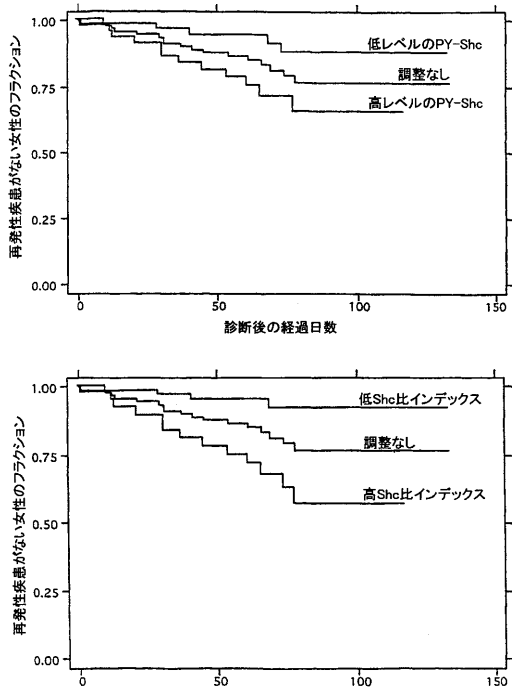 再発性疾患がない女性のフラクション
1.00
0.75
0.50
0.25
0.00
低レベルのPY-Shc
調整なし
高レベルのPY-Shc
0
50
100
150
診断後の経過日数
再発性疾患がない女性のフラクション
1.00
0.75
0.50
0.25
0.00
低Shc比インデックス
調整なし
高Shc比インデックス
0
50
100
150